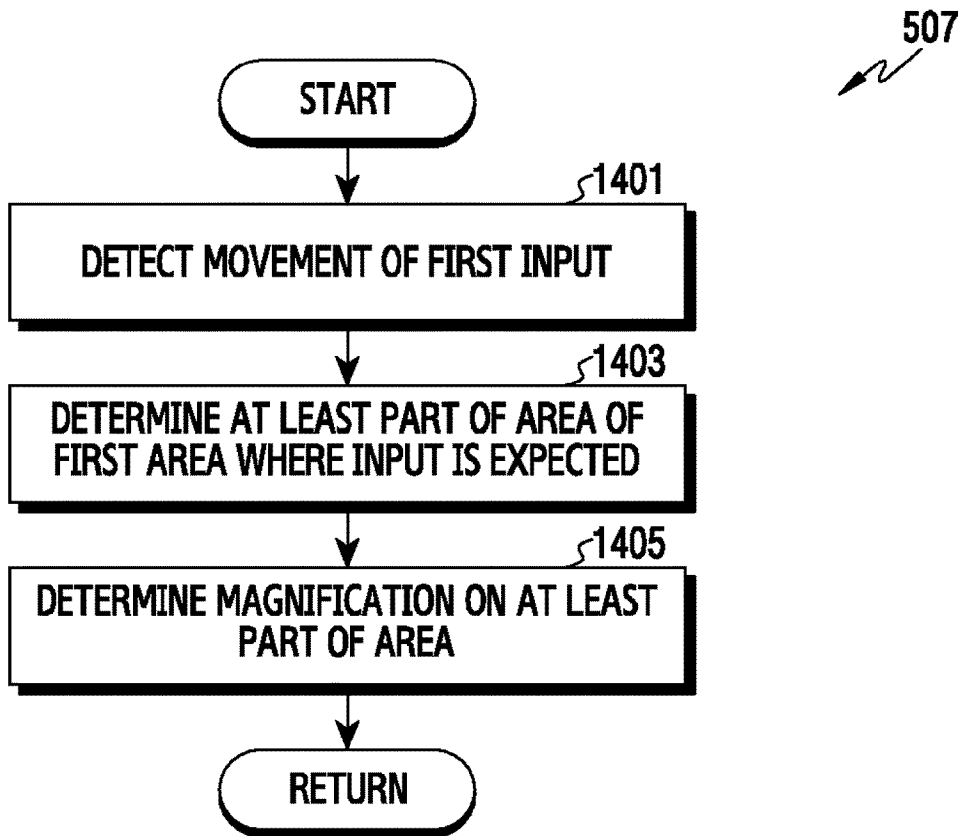 507
START
1401
DETECT MOVEMENT OF FIRST INPUT
1403
DETERMINE AT LEAST PART OF AREA OF
FIRST AREA WHERE INPUT IS EXPECTED
1405
DETERMINE MAGNIFICATION ON AT LEAST
PART OF AREA.
RETURN